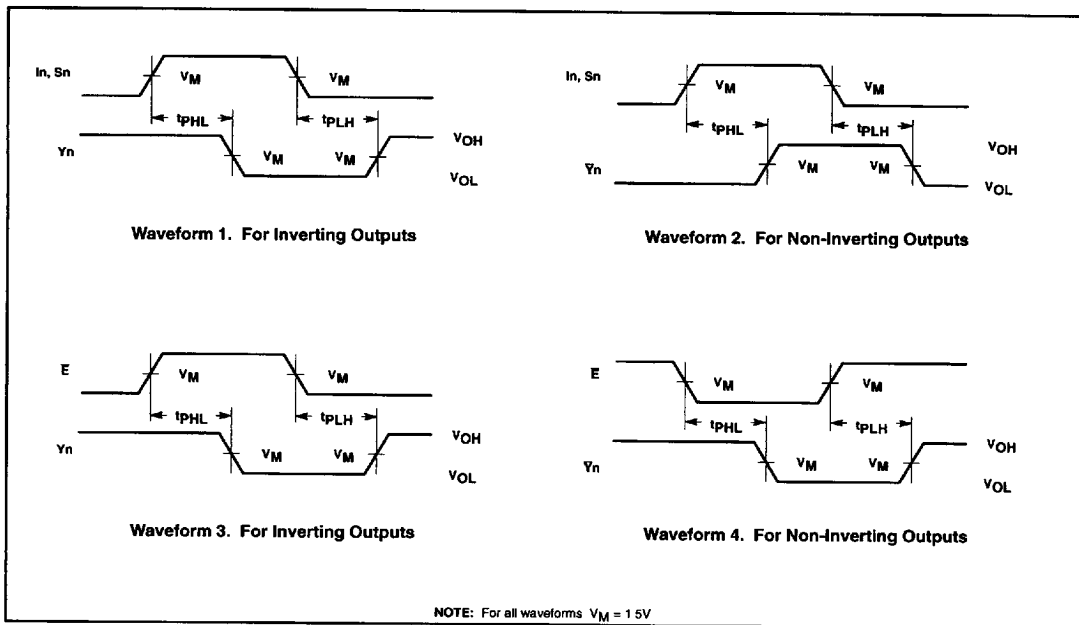 In, Sn
VM
VM
tPHL
tPLH
Yn
VM
VM
VOH
VOL
Waveform 1. For Inverting Outputs
In, Sn
VM
VM
tPHL
tPLH
Y̅n
VM
VM
VOH
VOL
Waveform 2. For Non-Inverting Outputs
E̅
VM
VM
tPHL
tPLH
Yn
VM
VM
VOH
VOL
Waveform 3. For Inverting Outputs
E̅
VM
VM
tPHL
tPLH
Y̅n
VM
VM
VOH
VOL
Waveform 4. For Non-Inverting Outputs
NOTE: For all waveforms VM = 1 5V